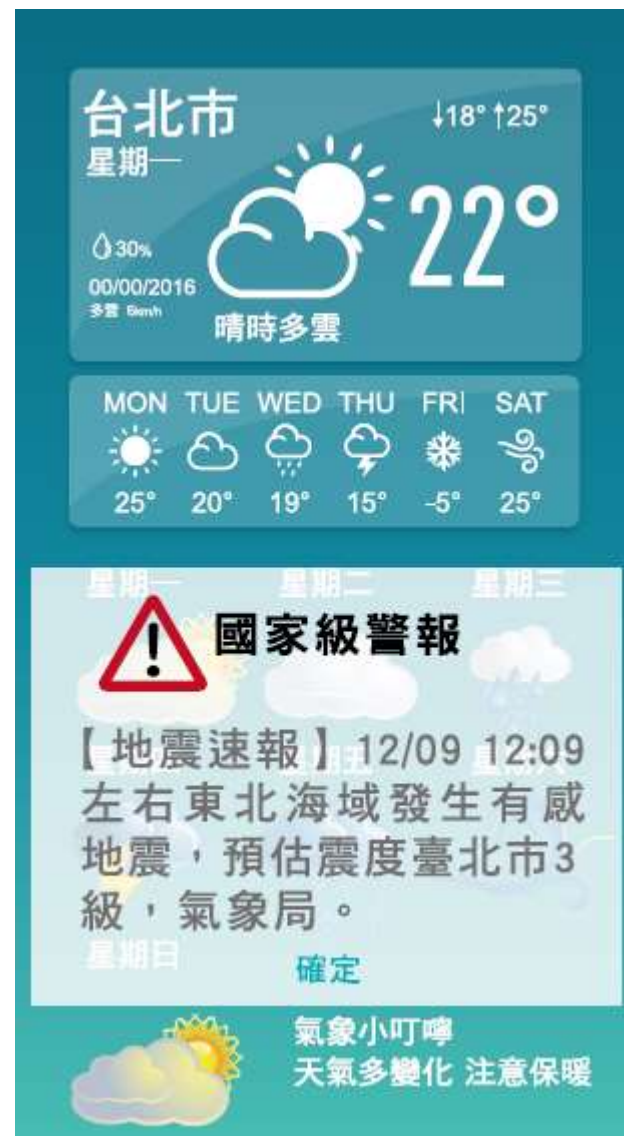 台北市
↓18° ↑25°
星期一
22°
30%
00/00/2016
多雲 6km/h
晴時多雲
MON TUE WED THU FRI SAT
25° 20° 19° 15° -5° 25°
星期一 星期二 星期三
國家級警報
【地震速報】12/09 12:09
左右東北海域發生有感
地震，預估震度臺北市3
級，氣象局。
星期日
確定
氣象小叮嚀
天氣多變化 注意保暖